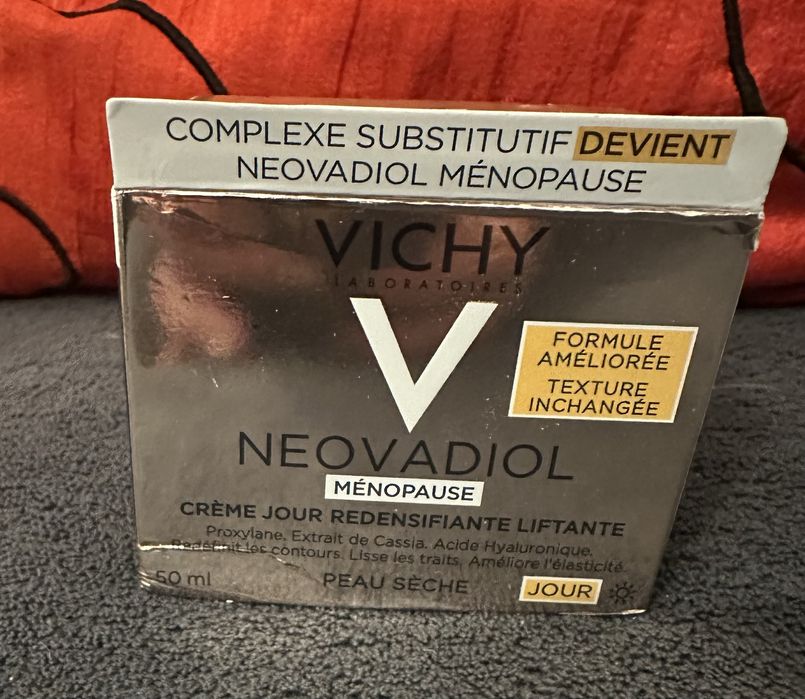 COMPLEXE SUBSTITUTIF DEVIENT
NEOVADIOL MÉNOPAUSE
VICHY
LABORATOIRES
V
FORMULE
AMÉLIORÉE
TEXTURE
INCHANGÉE
NEOVADIOL
MÉNOPAUSE
CRÈME JOUR REDENSIFIANTE LIFTANTE
Proxylane, Extrait de Cassia, Acide Hyaluronique.
Redéfinit les contours. Lisse les traits. Améliore l'élasticité.
50 ml
PEAU SÈCHE
JOUR